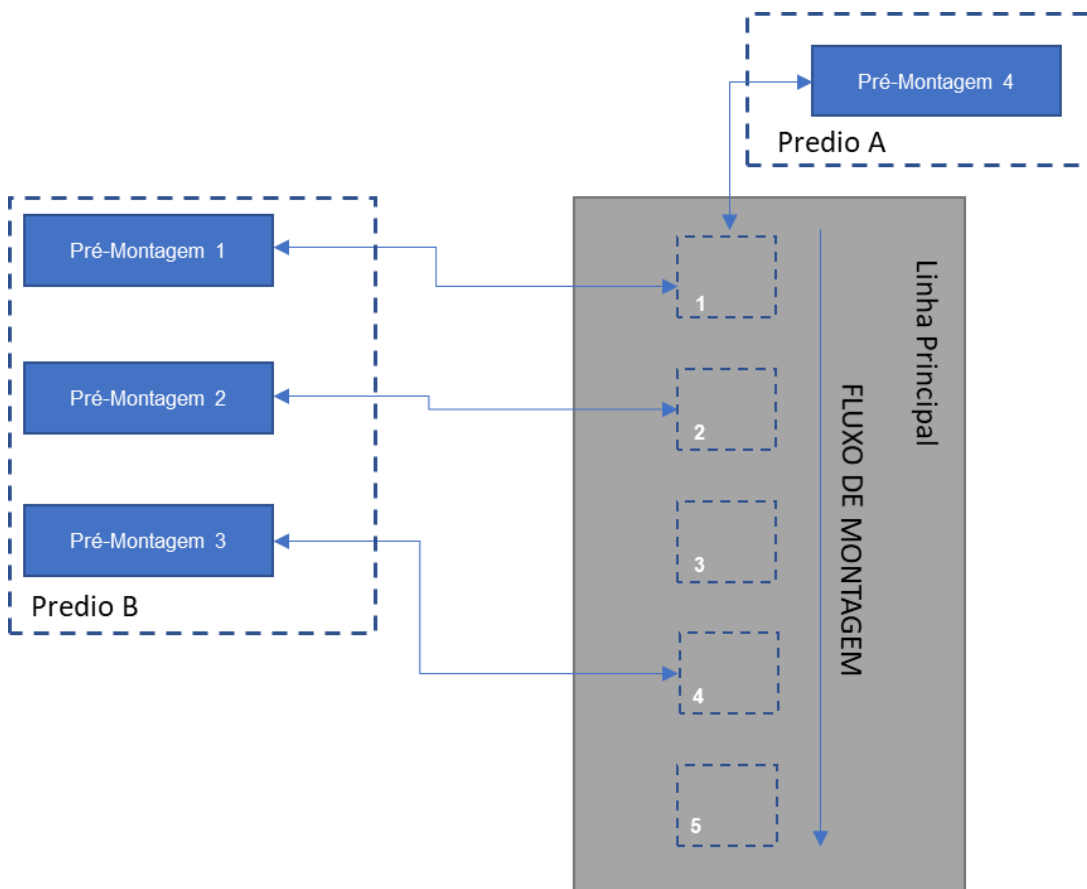 Pré-Montagem 4
Predio A
Pré-Montagem 1
Pré-Montagem 2
Pré-Montagem 3
Predio B
1
2
3
4
5
FLUXO DE MONTAGEM
Linha Principal